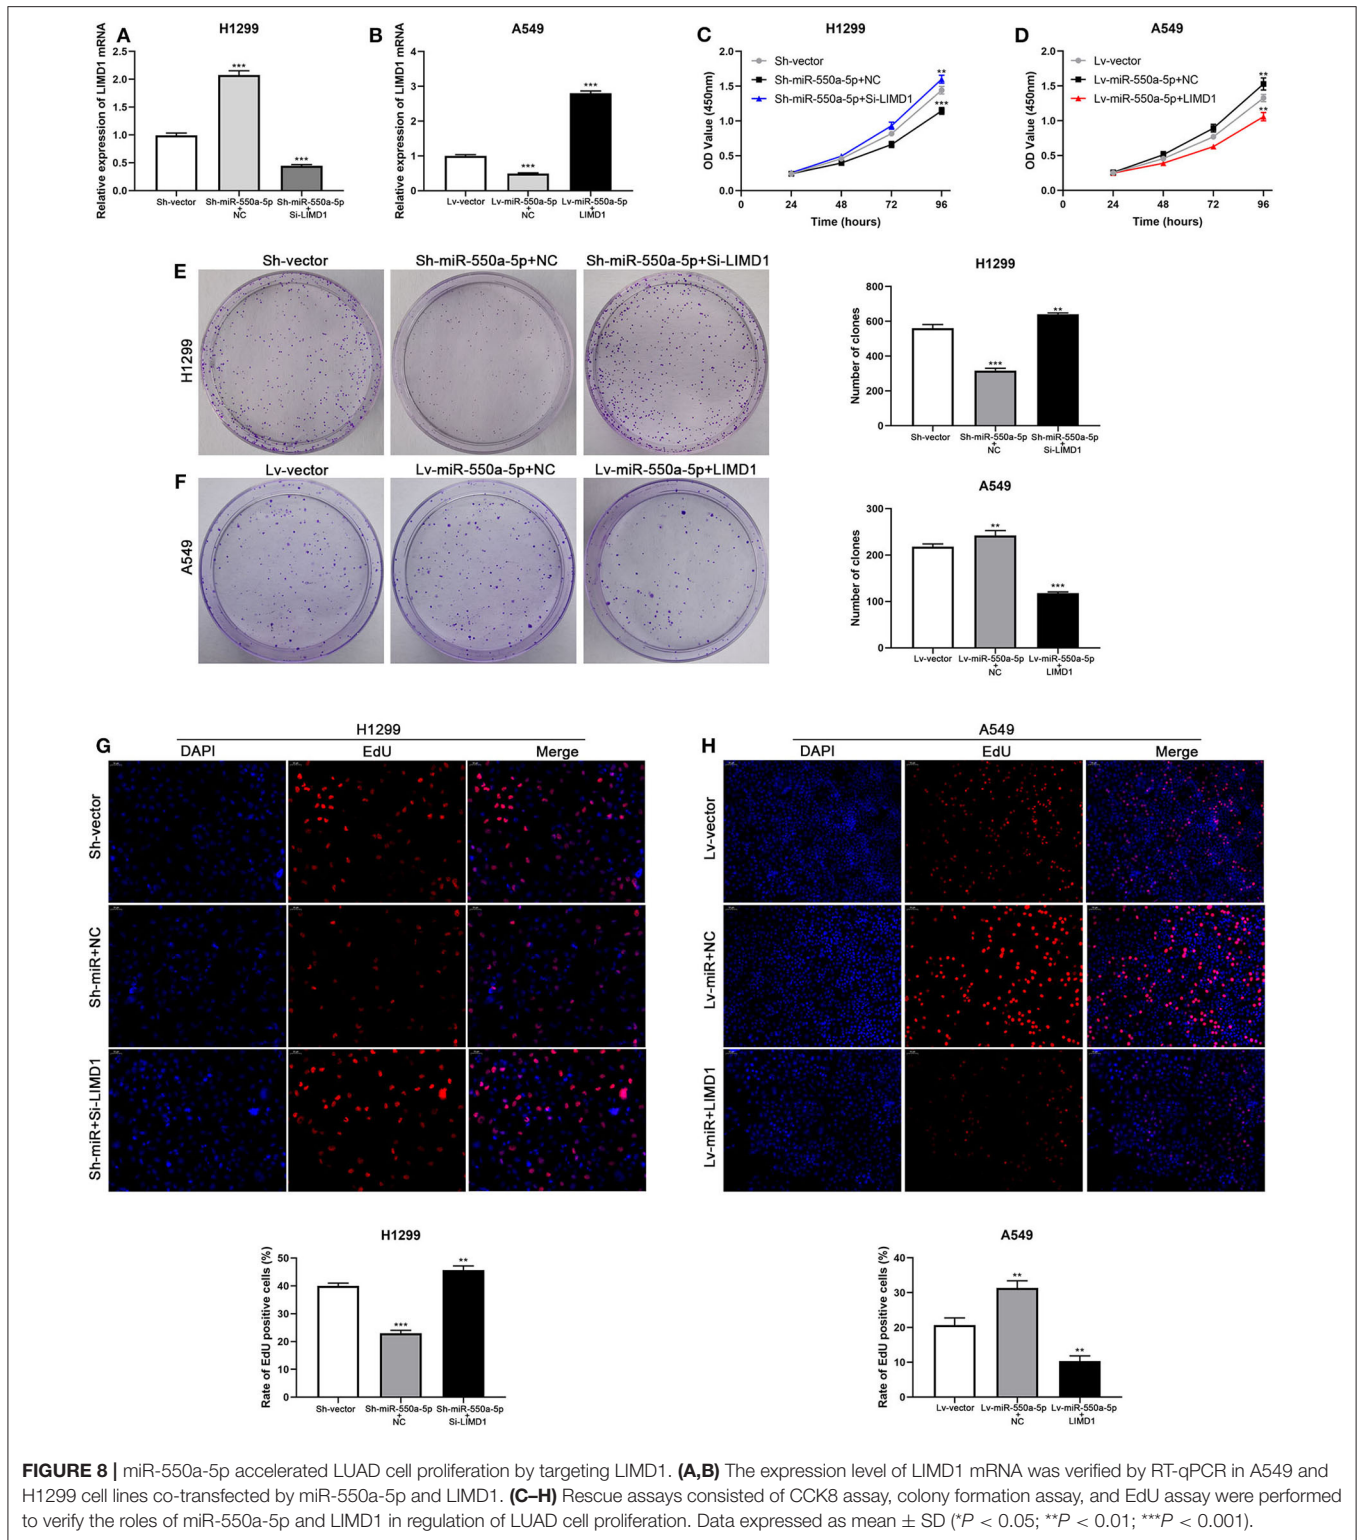 A
H1299
Relative expression of LIMD1 mRNA
2.5
2.0
1.5
1.0
0.5
0.0
***
***
Sh-vector
Sh-miR-550a-5p
+
NC
Sh-miR-550a-5p
+
Si-LIMD1
B
A549
Relative expression of LIMD1 mRNA
4
3
2
1
0
***
***
Lv-vector
Lv-miR-550a-5p
+
NC
Lv-miR-550a-5p
+
LIMD1
C
H1299
OD Value (450nm)
2.0
1.5
1.0
0.5
0.0
Sh-vector
Sh-miR-550a-5p+NC
Sh-miR-550a-5p+Si-LIMD1
**
***
0 24 48 72 96
Time (hours)
D
A549
OD Value (450nm)
2.0
1.5
1.0
0.5
0.0
Lv-vector
Lv-miR-550a-5p+NC
Lv-miR-550a-5p+LIMD1
**
**
0 24 48 72 96
Time (hours)
E
Sh-vector
Sh-miR-550a-5p+NC
Sh-miR-550a-5p+Si-LIMD1
H1299
H1299
Number of clones
800
600
400
200
0
***
**
Sh-vector
Sh-miR-550a-5p
+
NC
Sh-miR-550a-5p
+
Si-LIMD1
F
Lv-vector
Lv-miR-550a-5p+NC
Lv-miR-550a-5p+LIMD1
A549
A549
Number of clones
300
200
100
0
**
***
Lv-vector
Lv-miR-550a-5p
+
NC
Lv-miR-550a-5p
+
LIMD1
G
H1299
DAPI
EdU
Merge
Sh-vector
Sh-miR+NC
Sh-miR+Si-LIMD1
H1299
Rate of EdU positive cells (%)
50
40
30
20
10
0
***
**
Sh-vector
Sh-miR-550a-5p
+
NC
Sh-miR-550a-5p
+
Si-LIMD1
H
A549
DAPI
EdU
Merge
Lv-vector
Lv-miR+NC
Lv-miR+LIMD1
A549
Rate of EdU positive cells (%)
40
30
20
10
0
**
**
Lv-vector
Lv-miR-550a-5p
+
NC
Lv-miR-550a-5p
+
LIMD1
FIGURE 8 | miR-550a-5p accelerated LUAD cell proliferation by targeting LIMD1. (A,B) The expression level of LIMD1 mRNA was verified by RT-qPCR in A549 and
H1299 cell lines co-transfected by miR-550a-5p and LIMD1. (C–H) Rescue assays consisted of CCK8 assay, colony formation assay, and EdU assay were performed
to verify the roles of miR-550a-5p and LIMD1 in regulation of LUAD cell proliferation. Data expressed as mean ± SD (*P < 0.05; **P < 0.01; ***P < 0.001).